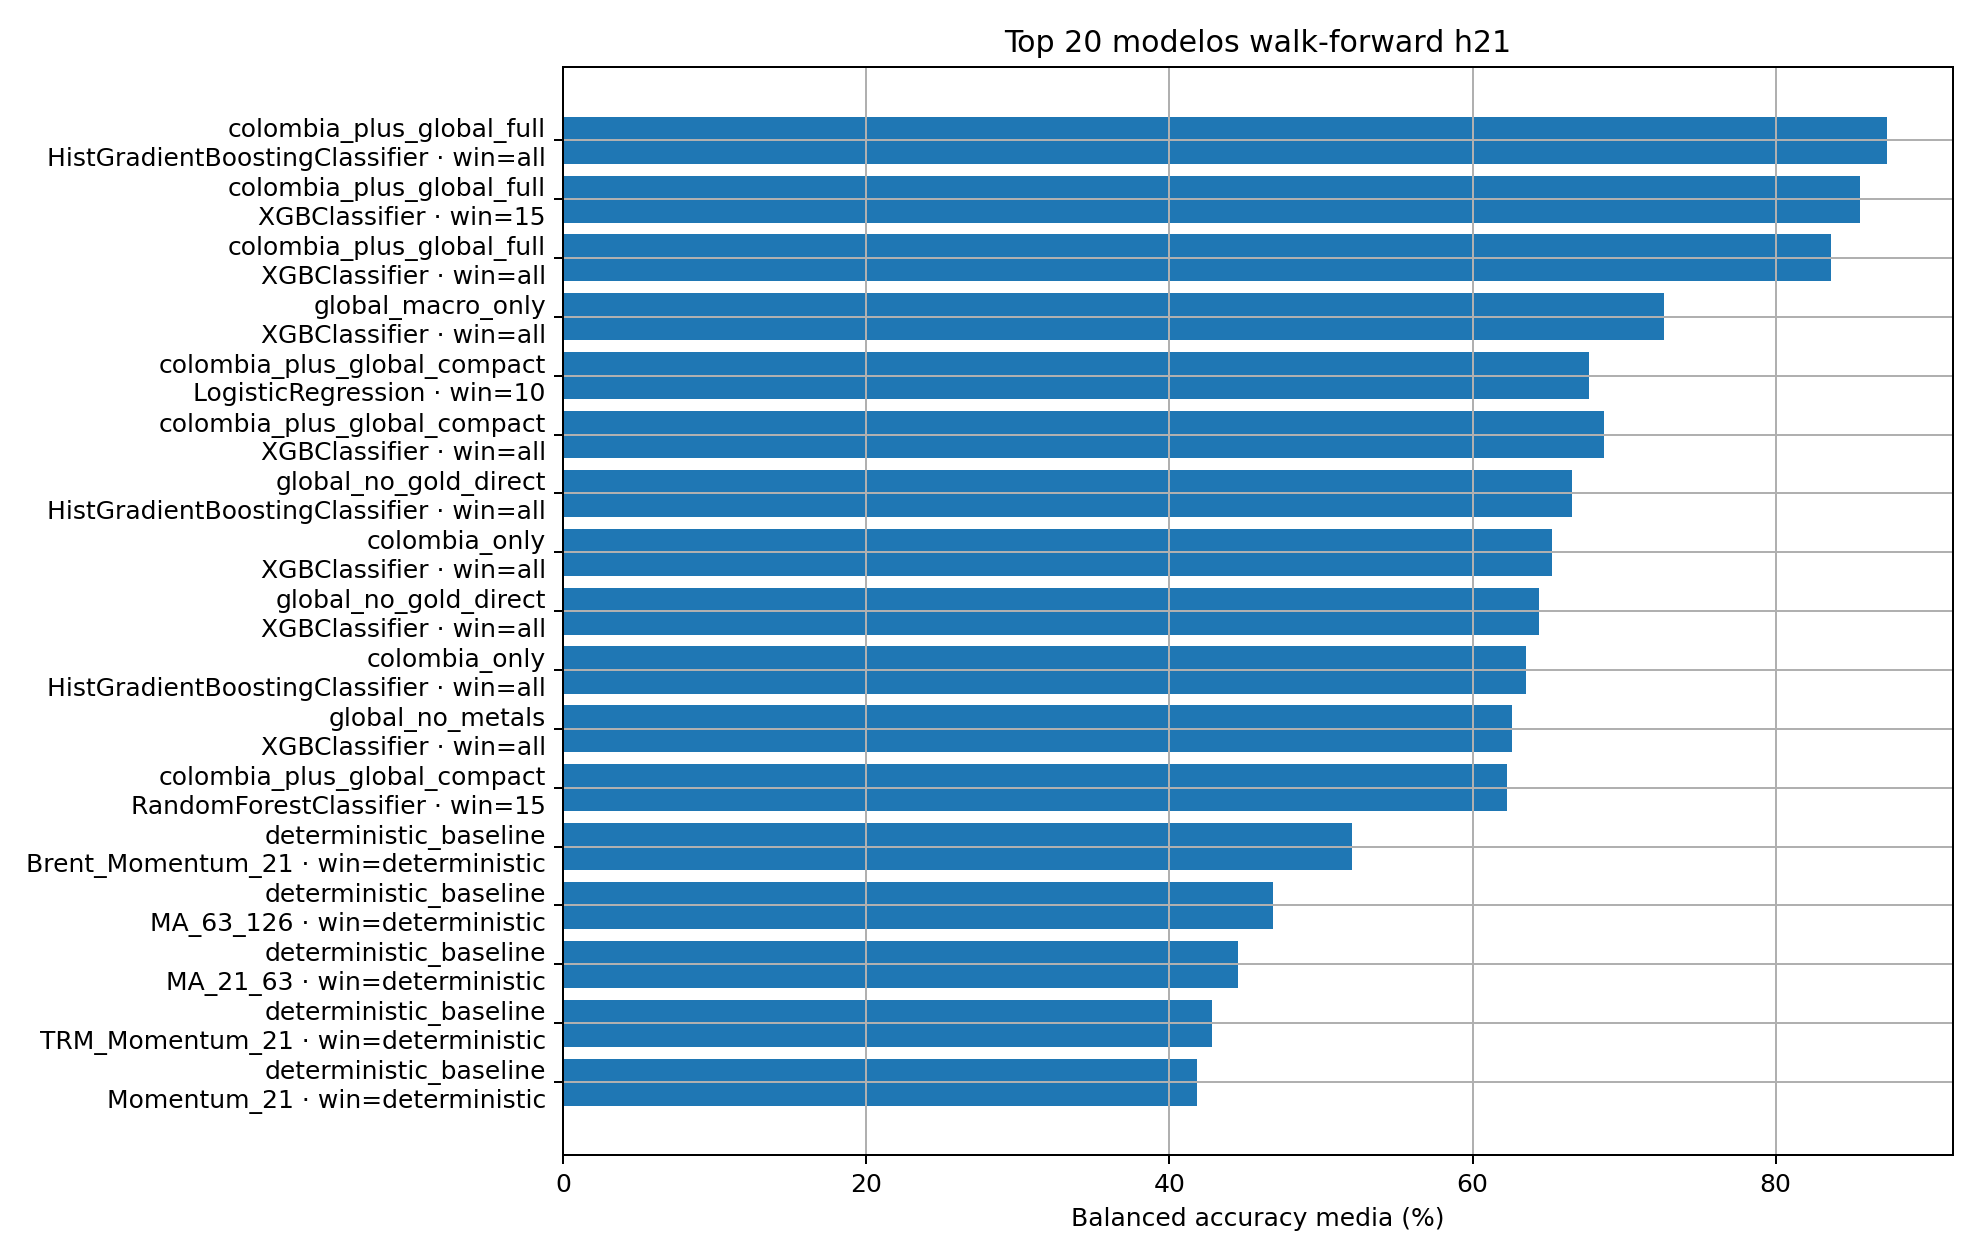 Top 20 modelos walk-forward h21
colombia_plus_global_full
HistGradientBoostingClassifier · win=all
colombia_plus_global_full
XGBClassifier · win=15
colombia_plus_global_full
XGBClassifier · win=all
global_macro_only
XGBClassifier · win=all
colombia_plus_global_compact
LogisticRegression · win=10
colombia_plus_global_compact
XGBClassifier · win=all
global_no_gold_direct
HistGradientBoostingClassifier · win=all
colombia_only
XGBClassifier · win=all
global_no_gold_direct
XGBClassifier · win=all
colombia_only
HistGradientBoostingClassifier · win=all
global_no_metals
XGBClassifier · win=all
colombia_plus_global_compact
RandomForestClassifier · win=15
deterministic_baseline
Brent_Momentum_21 · win=deterministic
deterministic_baseline
MA_63_126 · win=deterministic
deterministic_baseline
MA_21_63 · win=deterministic
deterministic_baseline
TRM_Momentum_21 · win=deterministic
deterministic_baseline
Momentum_21 · win=deterministic
0 20 40 60 80
Balanced accuracy media (%)